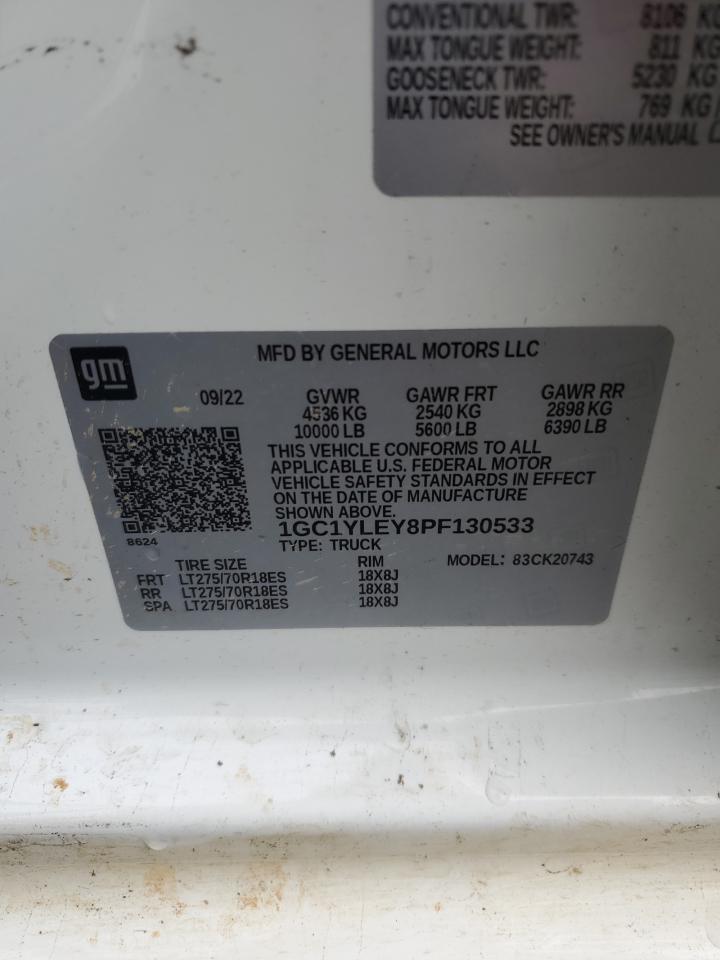 CONVENTIONAL TWR: 8106 KG
MAX TONGUE WEIGHT: 811 KG
GOOSENECK TWR: 5230 KG
MAX TONGUE WEIGHT: 769 KG
SEE OWNER'S MANUAL
gm
MFD BY GENERAL MOTORS LLC
09/22 GVWR GAWR FRT GAWR RR
4536 KG 2540 KG 2898 KG
10000 LB 5600 LB 6390 LB
THIS VEHICLE CONFORMS TO ALL
APPLICABLE U.S. FEDERAL MOTOR
VEHICLE SAFETY STANDARDS IN EFFECT
ON THE DATE OF MANUFACTURE
SHOWN ABOVE.
8624 1GC1YLEY8PF130533
TYPE: TRUCK MODEL: 83CK20743
TIRE SIZE RIM
FRT LT275/70R18ES 18X8J
RR LT275/70R18ES 18X8J
SPA LT275/70R18ES 18X8J